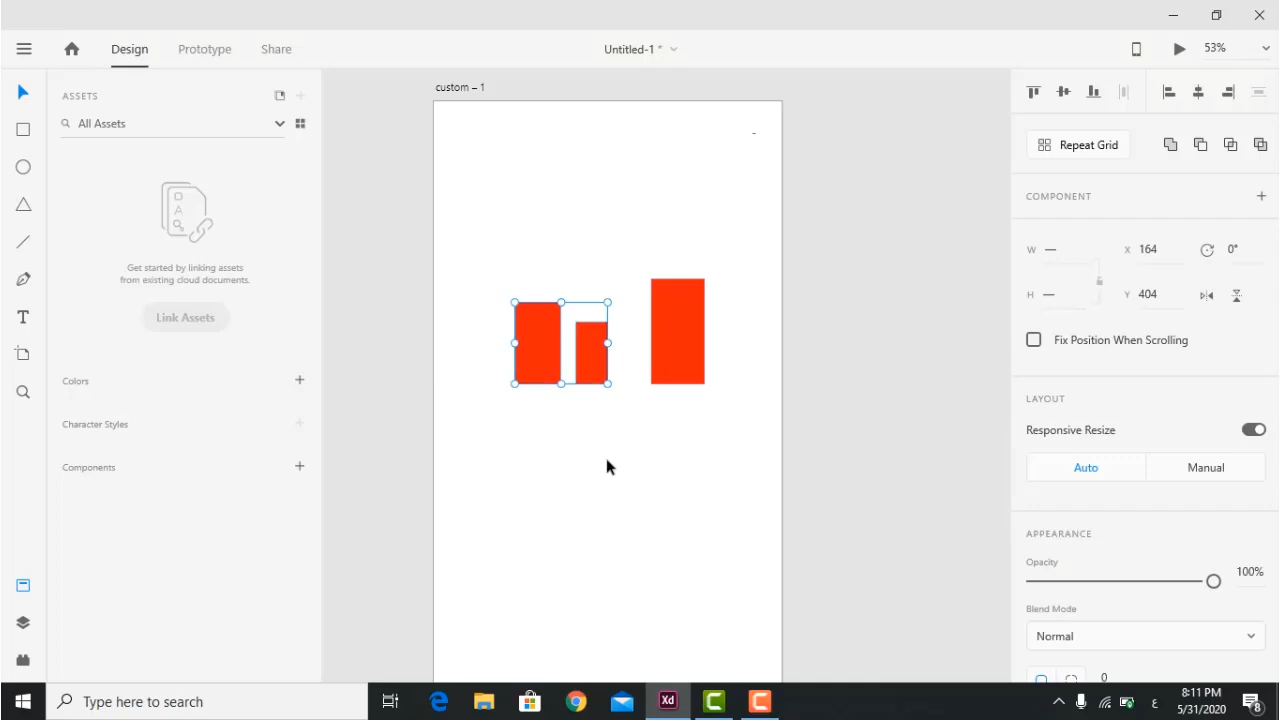 Design
Prototype
Share
Untitled-1 *
53%
ASSETS
All Assets
Get started by linking assets
from existing cloud documents.
Link Assets
Colors
Character Styles
Components
custom – 1
-
Repeat Grid
COMPONENT
W —
X 164
0°
H —
Y 404
Fix Position When Scrolling
LAYOUT
Responsive Resize
Auto
Manual
APPEARANCE
Opacity
100%
Blend Mode
Normal
0
Type here to search
Xd
ع
8:11 PM
5/31/2020
8